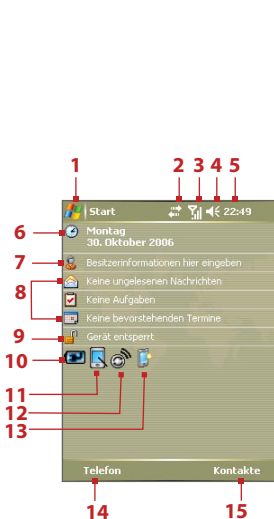 1 2 3 4 5
Start 22:49
6 Montag
30. Oktober 2006
7 Besitzerinformationen hier eingeben
8 Keine ungelesenen Nachrichten
Keine Aufgaben
Keine bevorstehenden Termine
9 Gerät entsperrt
10
11
12
13
Telefon Kontakte
14 15